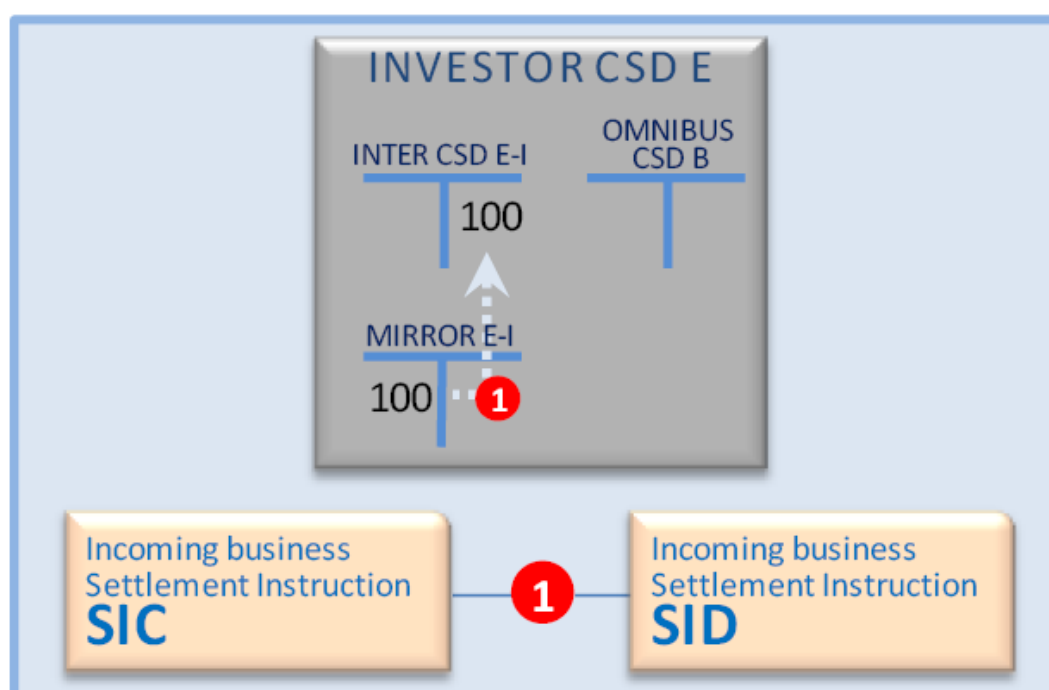 INVESTOR CSD E
INTER CSD E-I
OMNIBUS
CSD B
100
MIRROR E-I
100
1
Incoming business
Settlement Instruction
SIC
1
Incoming business
Settlement Instruction
SID